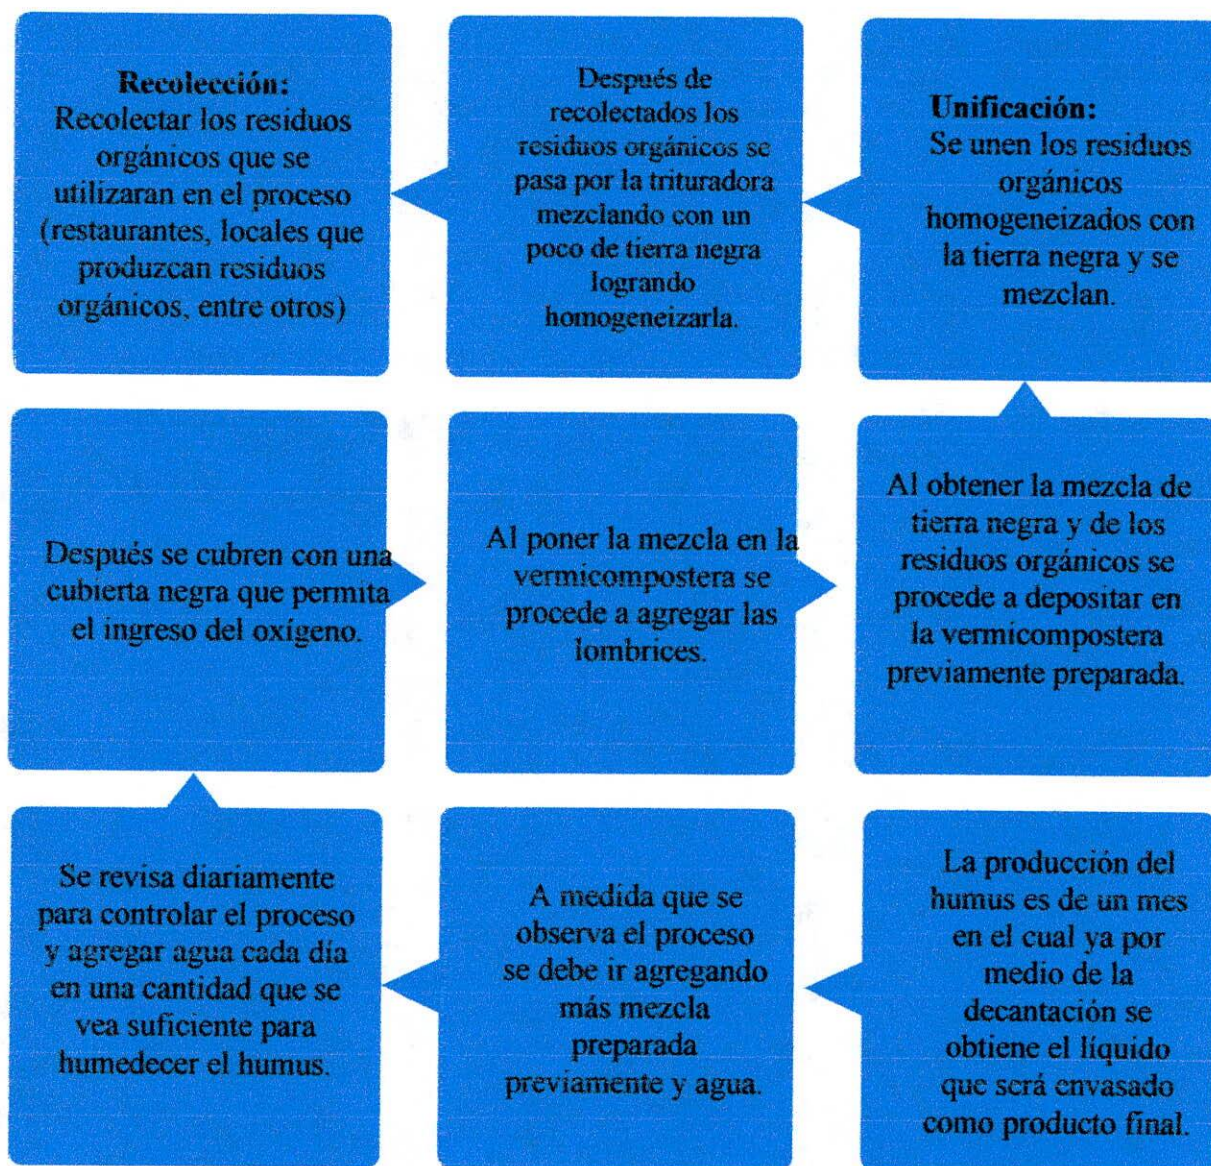 Recolección:
Recolectar los residuos
orgánicos que se
utilizaran en el proceso
(restaurantes, locales que
produzcan residuos
orgánicos, entre otros)
Después de
recolectados los
residuos orgánicos se
pasa por la trituradora
mezclando con un
poco de tierra negra
logrando
homogeneizarla.
Unificación:
Se unen los residuos
orgánicos
homogeneizados con
la tierra negra y se
mezclan.
Al obtener la mezcla de
tierra negra y de los
residuos orgánicos se
procede a depositar en
la vermicompostera
previamente preparada.
Al poner la mezcla en la
vermicompostera se
procede a agregar las
lombrices.
Después se cubren con una
cubierta negra que permita
el ingreso del oxígeno.
Se revisa diariamente
para controlar el proceso
y agregar agua cada día
en una cantidad que se
vea suficiente para
humedecer el humus.
A medida que se
observa el proceso
se debe ir agregando
más mezcla
preparada
previamente y agua.
La producción del
humus es de un mes
en el cual ya por
medio de la
decantación se
obtiene el líquido
que será envasado
como producto final.